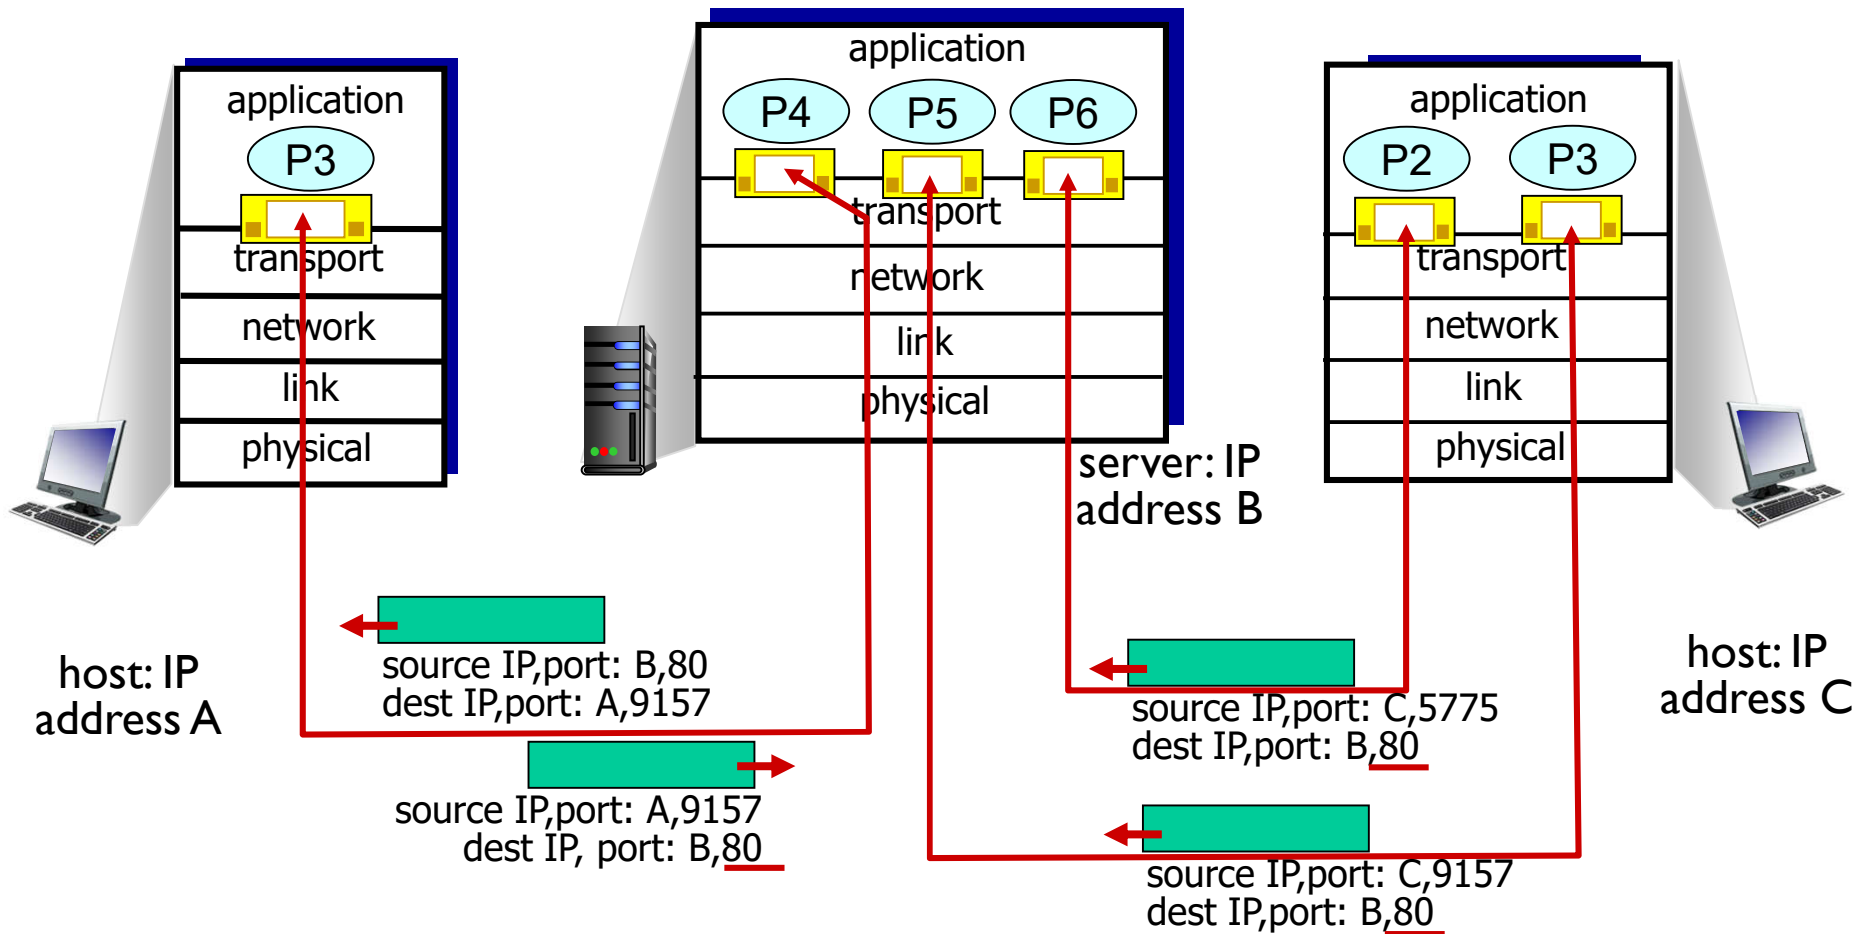 application
P3
transport
network
link
physical
host: IP
address A
application
P4
P5
P6
transport
network
link
physical
server: IP
address B
application
P2
P3
transport
network
link
physical
host: IP
address C
source IP,port: B,80
dest IP,port: A,9157
source IP,port: A,9157
dest IP, port: B,80
source IP,port: C,5775
dest IP,port: B,80
source IP,port: C,9157
dest IP,port: B,80